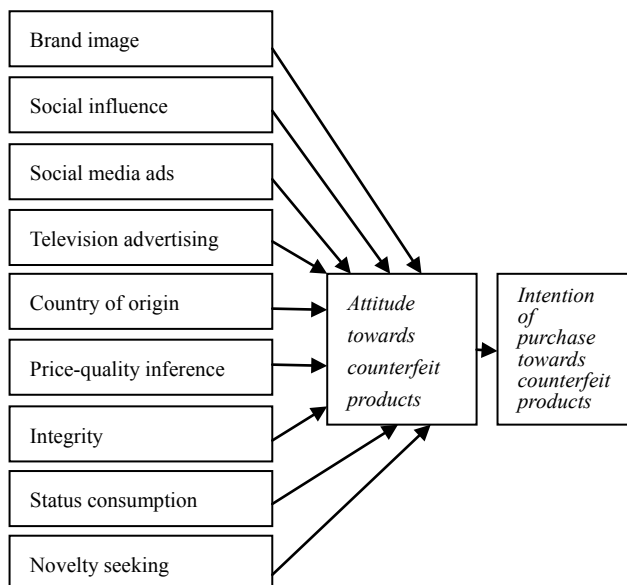 Brand image
Social influence
Social media ads
Television advertising
Country of origin
Price-quality inference
Integrity
Status consumption
Novelty seeking
Attitude
towards
counterfeit
products
Intention
of
purchase
towards
counterfeit
products